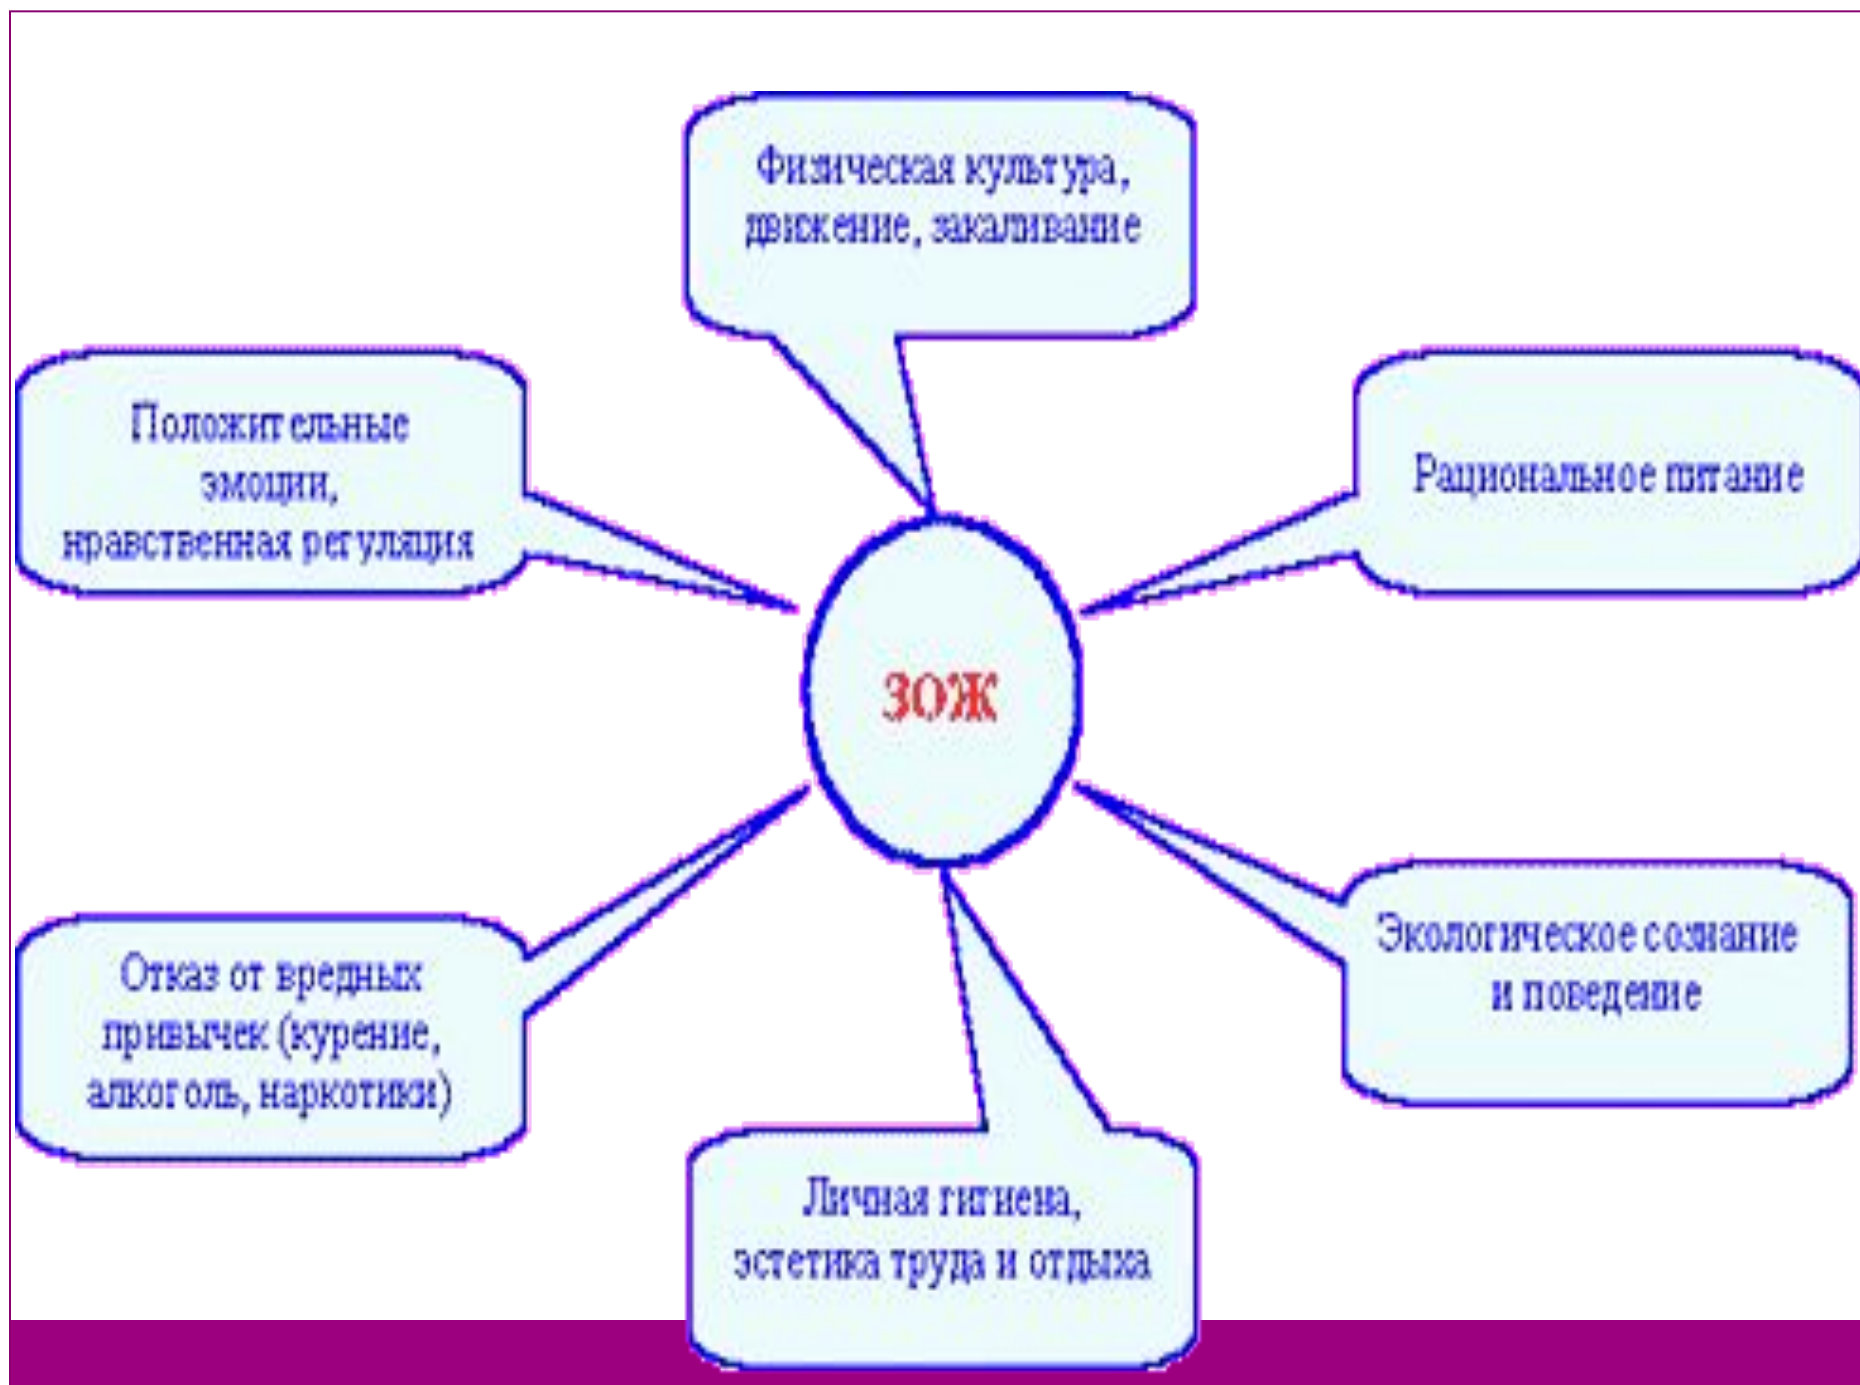 Физическая культура,
движение, закаливание
Положительные
эмоции,
нравственная регуляция
Рациональное питание
ЗОЖ
Отказ от вредных
привычек (курение,
алкоголь, наркотики)
Экологическое сознание
и поведение
Личная гигиена,
эстетика труда и отдыха